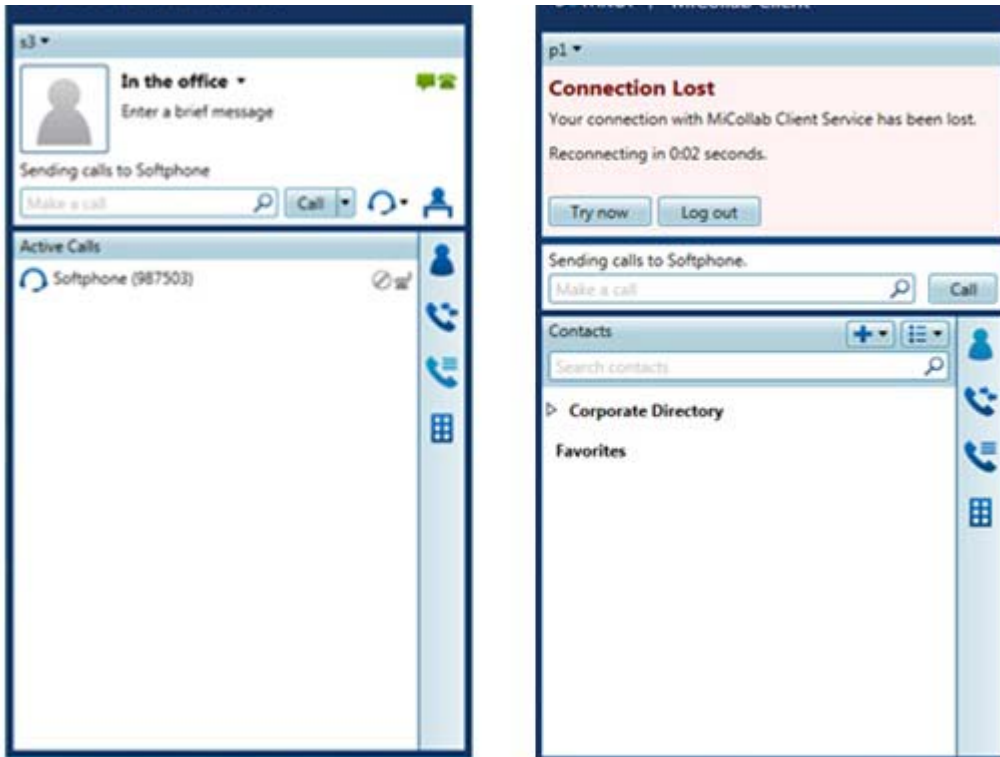 s3
In the office
Enter a brief message
Sending calls to Softphone
Make a call
Call
Active Calls
Softphone (987503)
MiCollab Client
p1
Connection Lost
Your connection with MiCollab Client Service has been lost.
Reconnecting in 0:02 seconds.
Try now Log out
Sending calls to Softphone.
Make a call
Call
Contacts
Search contacts
Corporate Directory
Favorites